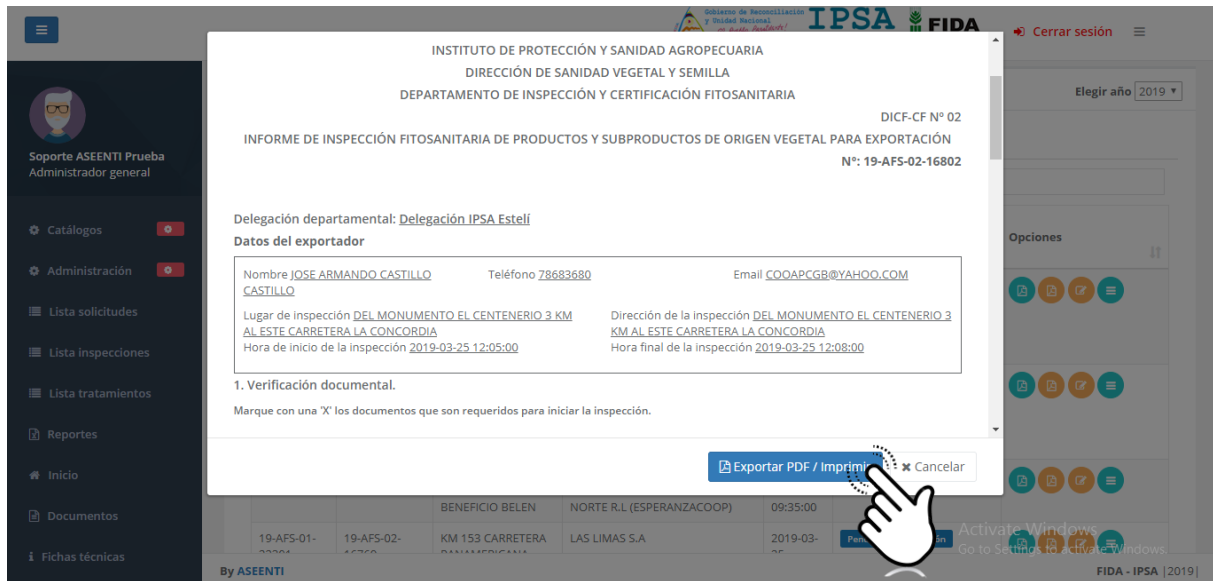 Gobierno de Reconciliación
y Unidad Nacional
IPSA
FIDA
Cerrar sesión
Soporte ASEENTI Prueba
Administrador general
Catálogos
Administración
Lista solicitudes
Lista inspecciones
Lista tratamientos
Reportes
Inicio
Documentos
i Fichas técnicas
Elegir año 2019
Opciones
INSTITUTO DE PROTECCIÓN Y SANIDAD AGROPECUARIA
DIRECCIÓN DE SANIDAD VEGETAL Y SEMILLA
DEPARTAMENTO DE INSPECCIÓN Y CERTIFICACIÓN FITOSANITARIA
DICF-CF Nº 02
INFORME DE INSPECCIÓN FITOSANITARIA DE PRODUCTOS Y SUBPRODUCTOS DE ORIGEN VEGETAL PARA EXPORTACIÓN
Nº: 19-AFS-02-16802
Delegación departamental: Delegación IPSA Estelí
Datos del exportador
Nombre JOSE ARMANDO CASTILLO CASTILLO
Teléfono 78683680
Email COOAPCGB@YAHOO.COM
Lugar de inspección DEL MONUMENTO EL CENTENERIO 3 KM
AL ESTE CARRETERA LA CONCORDIA
Dirección de la inspección DEL MONUMENTO EL CENTENERIO 3
KM AL ESTE CARRETERA LA CONCORDIA
Hora de inicio de la inspección 2019-03-25 12:05:00
Hora final de la inspección 2019-03-25 12:08:00
1. Verificación documental.
Marque con una 'X' los documentos que son requeridos para iniciar la inspección.
Exportar PDF / Imprimir
Cancelar
BENEFICIO BELEN
NORTE R.L (ESPERANZACOOP)
09:35:00
19-AFS-01-
19-AFS-02-
KM 153 CARRETERA
LAS LIMAS S.A
2019-03-
Activate Windows
Go to Settings to activate Windows.
By ASEENTI
FIDA - IPSA |2019|